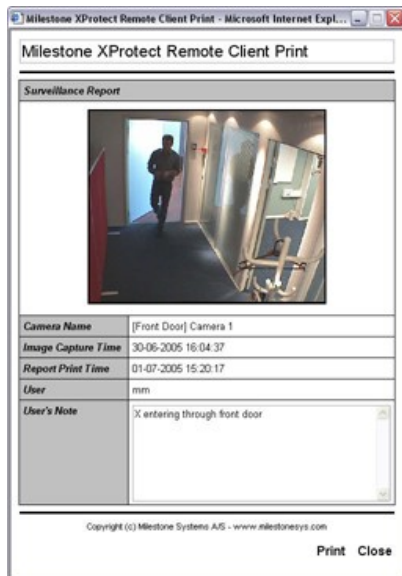 Milestone XProtect Remote Client Print - Microsoft Internet Expl...
Milestone XProtect Remote Client Print
Surveillance Report
Camera Name [Front Door] Camera 1
Image Capture Time 30-06-2005 16:04:37
Report Print Time 01-07-2005 15:20:17
User mm
User's Note X entering through front door
Copyright (c) Milestone Systems A/S - www.milestonesys.com
Print Close